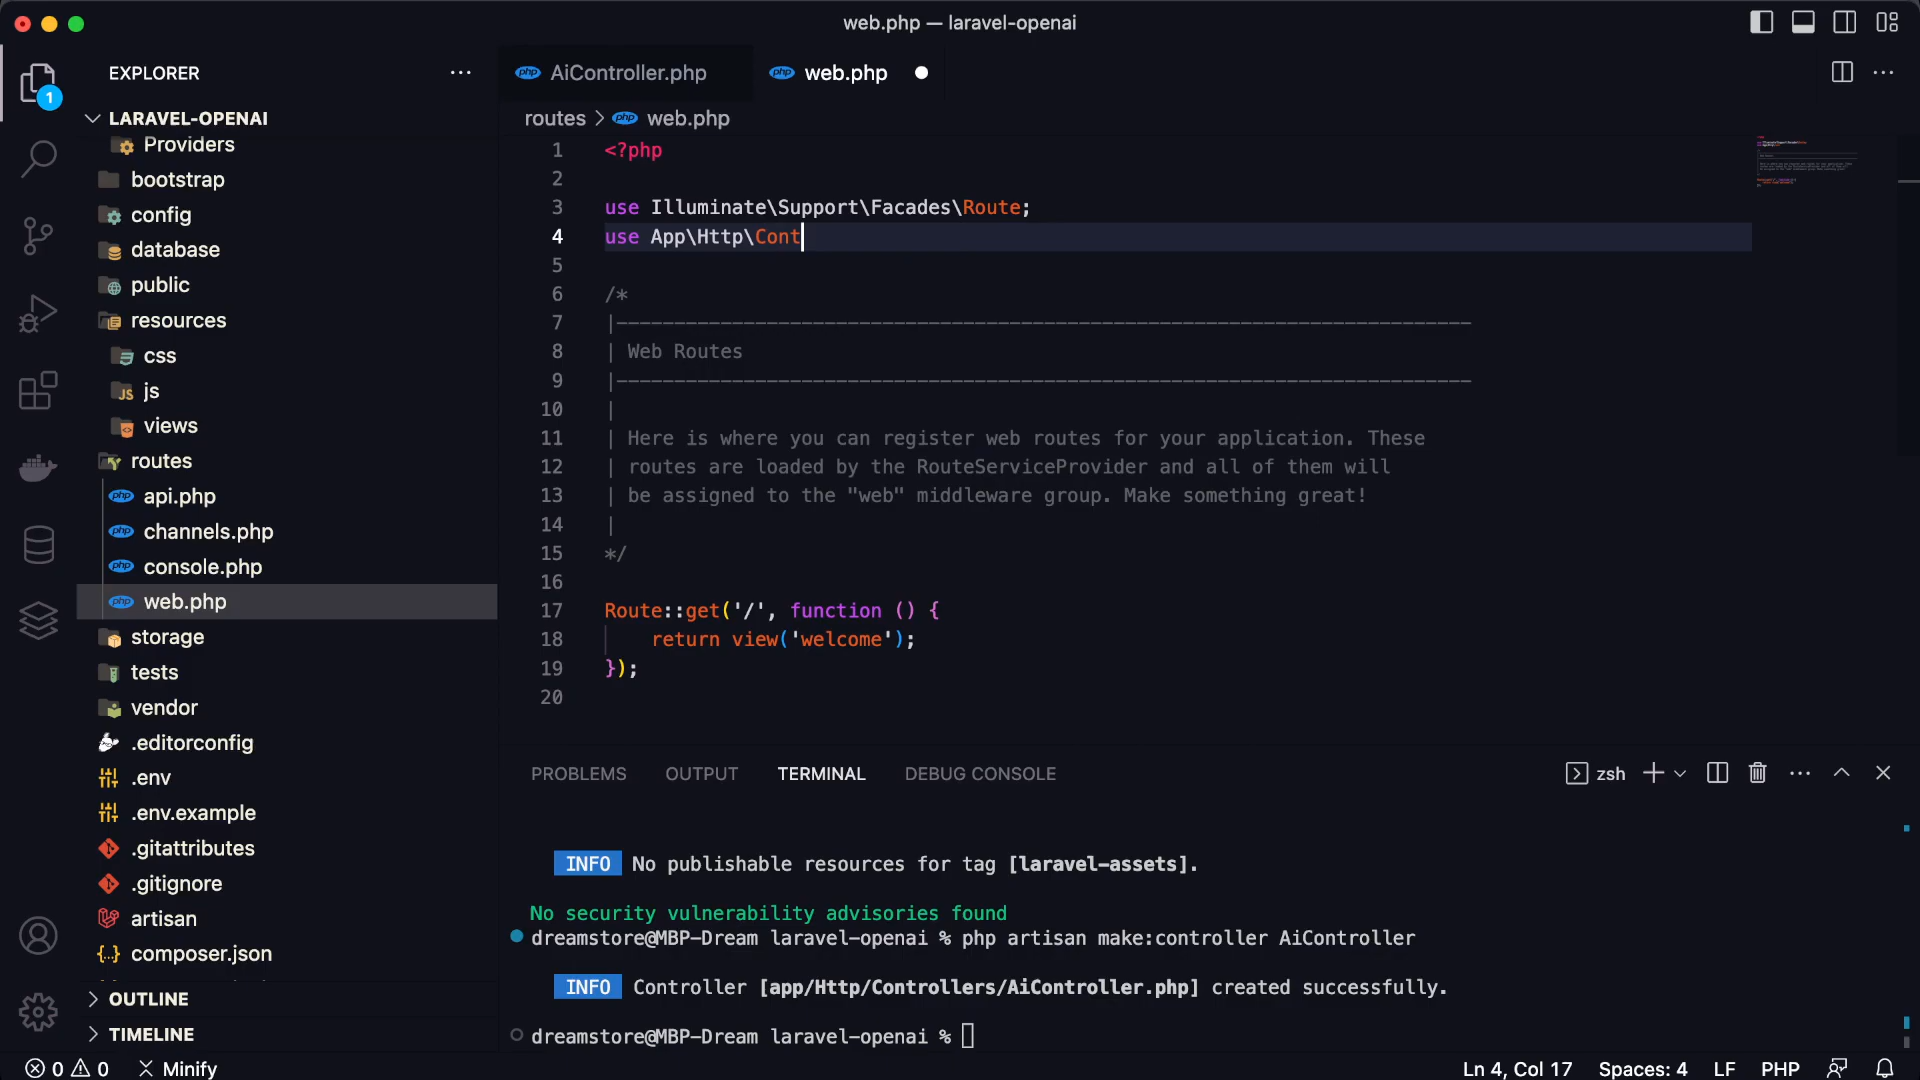 web.php — laravel-openai
EXPLORER
1
LARAVEL-OPENAI
Providers
bootstrap
config
database
public
resources
css
js
views
routes
api.php
channels.php
console.php
web.php
storage
tests
vendor
.editorconfig
.env
.env.example
.gitattributes
.gitignore
artisan
composer.json
OUTLINE
TIMELINE
AiController.php
web.php
routes > web.php
1 <?php
2
3 use Illuminate\Support\Facades\Route;
4 use App\Http\Cont
5
6 /*
7 |--------------------------------------------------------------------------
8 | Web Routes
9 |--------------------------------------------------------------------------
10 |
11 | Here is where you can register web routes for your application. These
12 | routes are loaded by the RouteServiceProvider and all of them will
13 | be assigned to the "web" middleware group. Make something great!
14 |
15 */
16
17 Route::get('/', function () {
18 return view('welcome');
19 });
20
PROBLEMS OUTPUT TERMINAL DEBUG CONSOLE
zsh
INFO No publishable resources for tag [laravel-assets].
No security vulnerability advisories found
dreamstore@MBP-Dream laravel-openai % php artisan make:controller AiController
INFO Controller [app/Http/Controllers/AiController.php] created successfully.
dreamstore@MBP-Dream laravel-openai %
0 0 Minify
Ln 4, Col 17 Spaces: 4 LF PHP